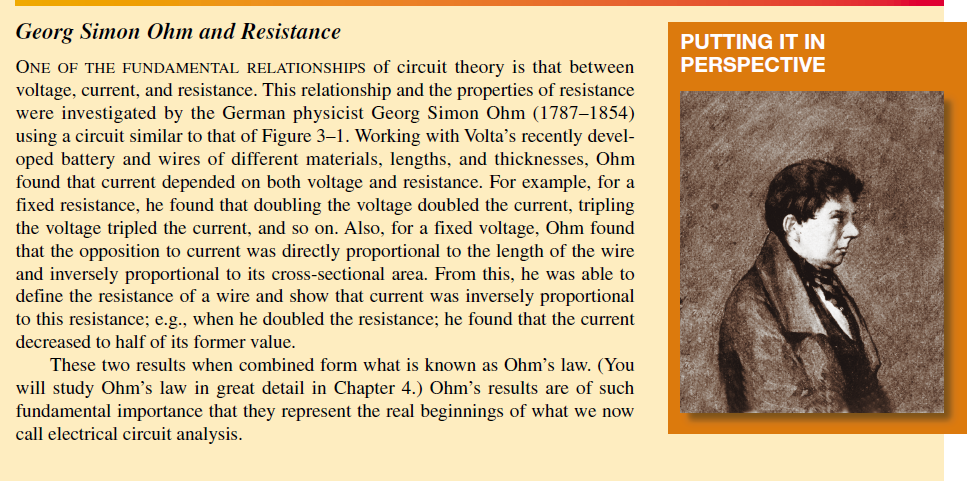 Georg Simon Ohm and Resistance
ONE OF THE FUNDAMENTAL RELATIONSHIPS of circuit theory is that between
voltage, current, and resistance. This relationship and the properties of resistance
were investigated by the German physicist Georg Simon Ohm (1787–1854)
using a circuit similar to that of Figure 3–1. Working with Volta's recently devel-
oped battery and wires of different materials, lengths, and thicknesses, Ohm
found that current depended on both voltage and resistance. For example, for a
fixed resistance, he found that doubling the voltage doubled the current, tripling
the voltage tripled the current, and so on. Also, for a fixed voltage, Ohm found
that the opposition to current was directly proportional to the length of the wire
and inversely proportional to its cross-sectional area. From this, he was able to
define the resistance of a wire and show that current was inversely proportional
to this resistance; e.g., when he doubled the resistance; he found that the current
decreased to half of its former value.
These two results when combined form what is known as Ohm's law. (You
will study Ohm's law in great detail in Chapter 4.) Ohm's results are of such
fundamental importance that they represent the real beginnings of what we now
call electrical circuit analysis.
PUTTING IT IN
PERSPECTIVE